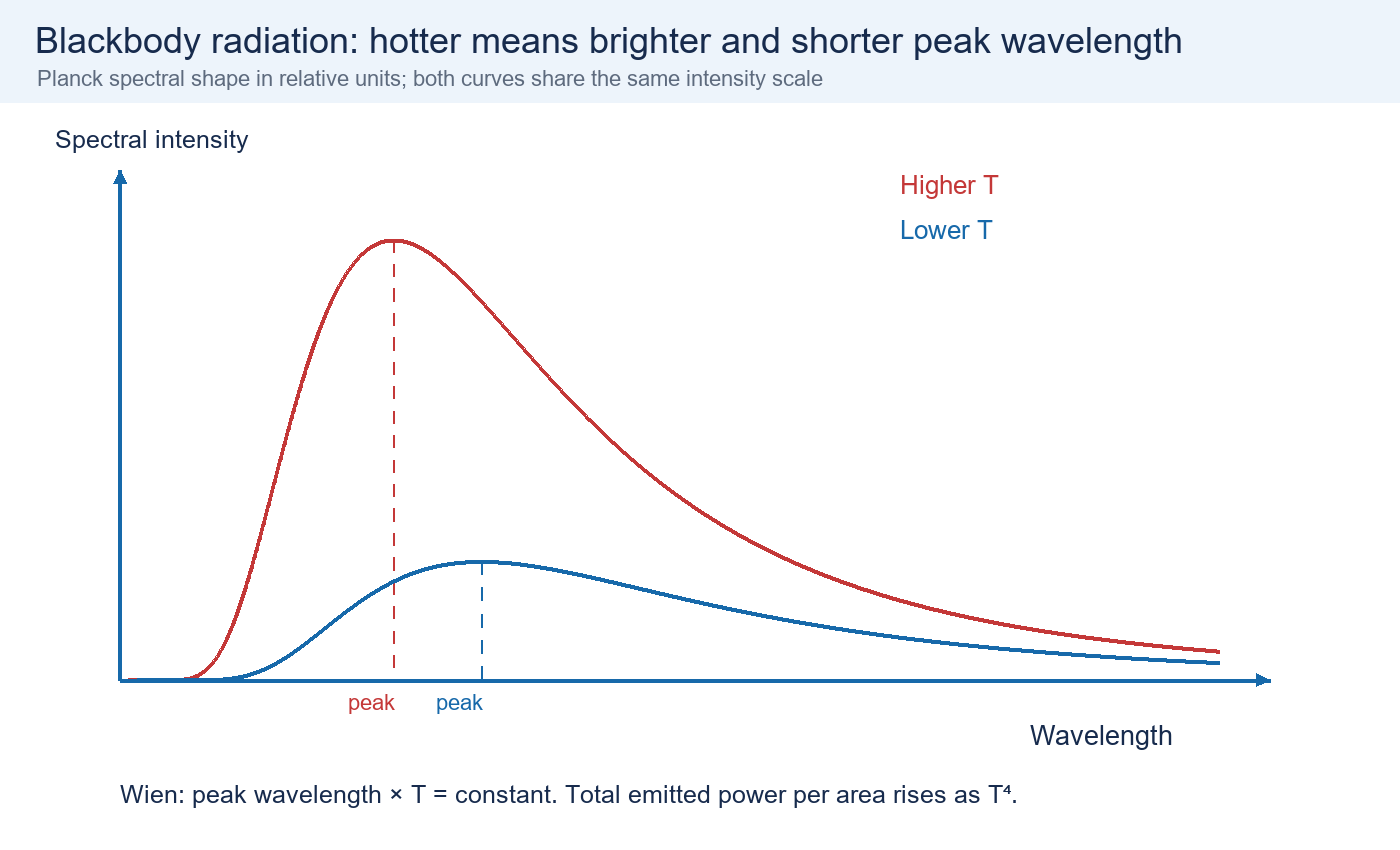 Blackbody radiation: hotter means brighter and shorter peak wavelength
Planck spectral shape in relative units; both curves share the same intensity scale
Spectral intensity
Higher T
Lower T
peak
peak
Wavelength
Wien: peak wavelength × T = constant. Total emitted power per area rises as T⁴.